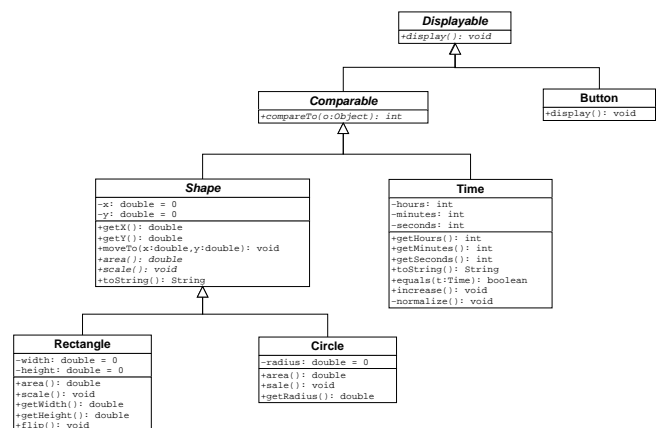 Displayable
+display(): void
Comparable
+compareTo(o:Object): int
Button
+display(): void
Shape
-x: double = 0
-y: double = 0
+getX(): double
+getY(): double
+moveTo(x:double,y:double): void
+area(): double
+scale(): void
+toString(): String
Time
-hours: int
-minutes: int
-seconds: int
+getHours(): int
+getMinutes(): int
+getSeconds(): int
+toString(): String
+equals(t:Time): boolean
+increase(): void
-normalize(): void
Rectangle
-width: double = 0
-height: double = 0
+area(): double
+scale(): void
+getWidth(): double
+getHeight(): double
+flip(): void
Circle
-radius: double = 0
+area(): double
+sale(): void
+getRadius(): double